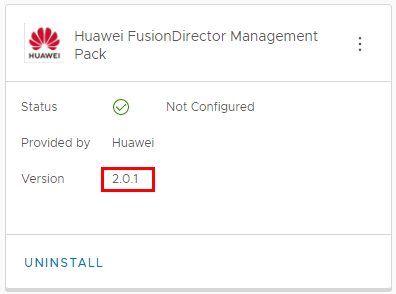 Huawei FusionDirector Management
Pack
HUAWEI
Status Not Configured
Provided by Huawei
Version 2.0.1
UNINSTALL